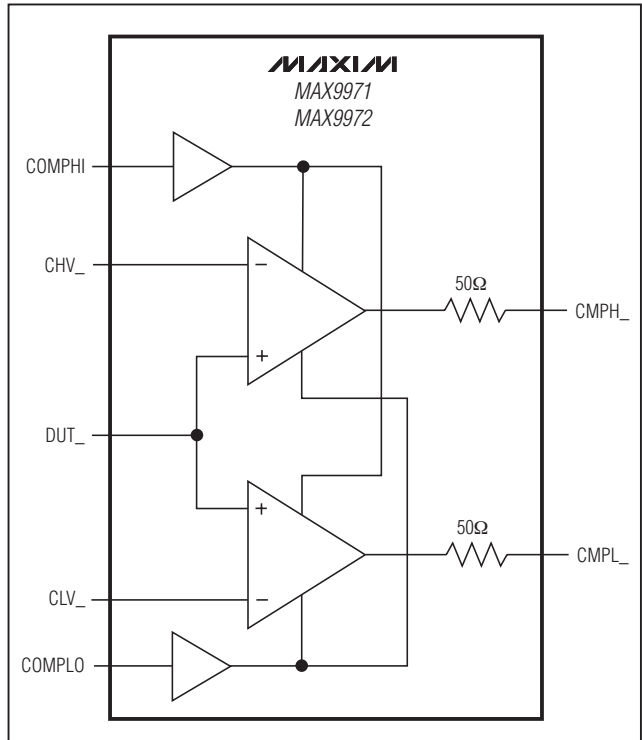 MAXIM
MAX9971
MAX9972
COMPHI
CHV_
−
50Ω
CMPH_
+
DUT_
+
50Ω
CMPL_
CLV_
−
COMPLO